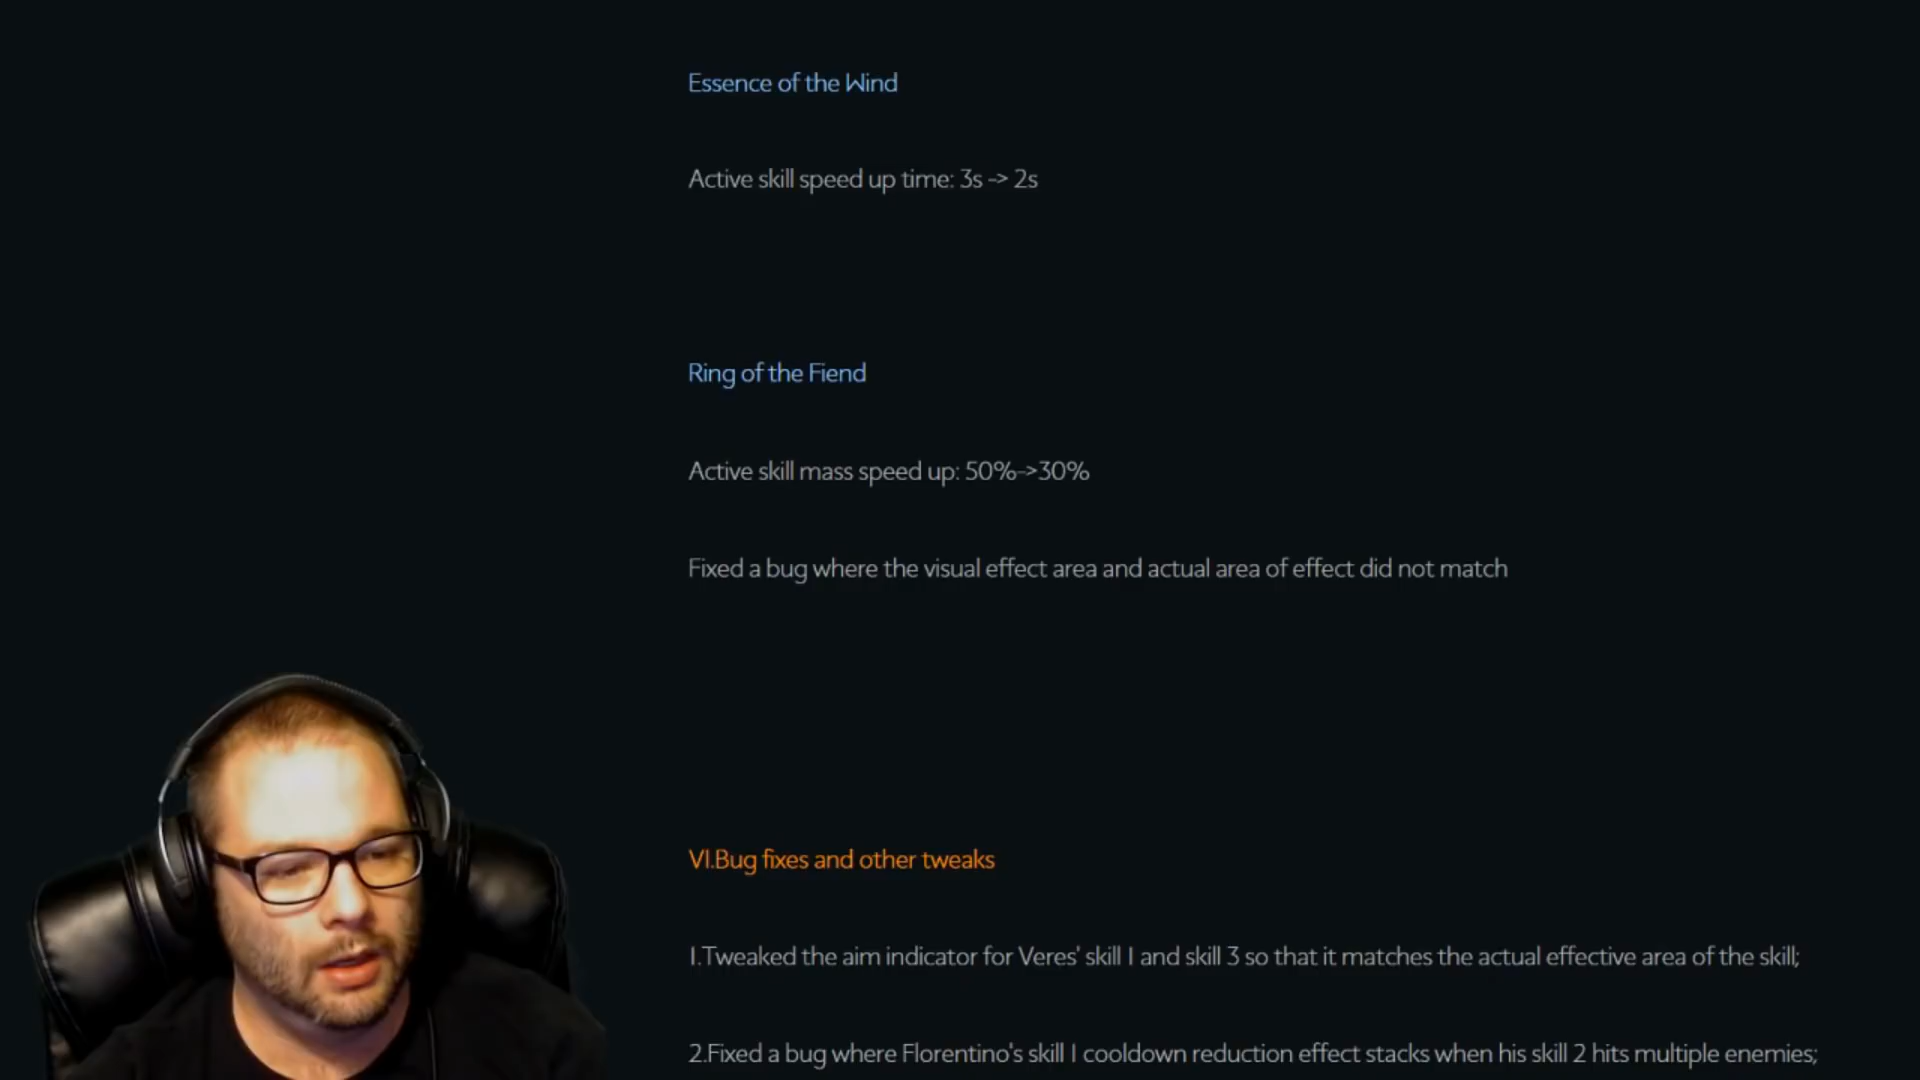 Essence of the Wind
Active skill speed up time: 3s -> 2s
Ring of the Fiend
Active skill mass speed up: 50%->30%
Fixed a bug where the visual effect area and actual area of effect did not match
VI.Bug fixes and other tweaks
1.Tweaked the aim indicator for Veres' skill 1 and skill 3 so that it matches the actual effective area of the skill;
2.Fixed a bug where Florentino's skill 1 cooldown reduction effect stacks when his skill 2 hits multiple enemies;